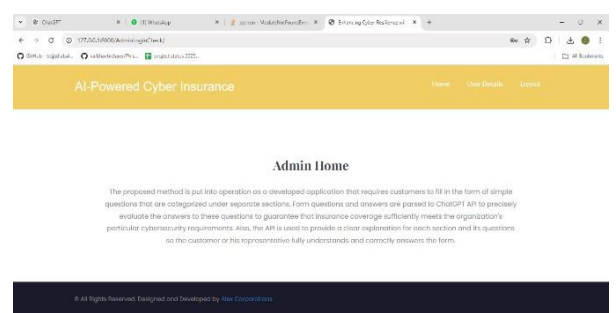 ChatGPT
(1) WhatsApp
python - ModuleNotFoundErro
Enhancing Cyber Resilience wi
127.0.0.1:8000/AdminLoginCheck/
project status 2025...
All Bookmarks
AI-Powered Cyber Insurance
Home User Details Logout
Admin Home
The proposed method is put into operation as a developed application that requires customers to fill in the form of simple
questions that are categorized under separate sections. Form questions and answers are parsed to ChatGPT API to precisely
evaluate the answers to these questions to guarantee that insurance coverage sufficiently meets the organization's
particular cybersecurity requirements. Also, the API is used to provide a clear explanation for each section and its questions
so the customer or his representative fully understands and correctly answers the form.
© All Rights Reserved. Designed and Developed by Alex Corporations